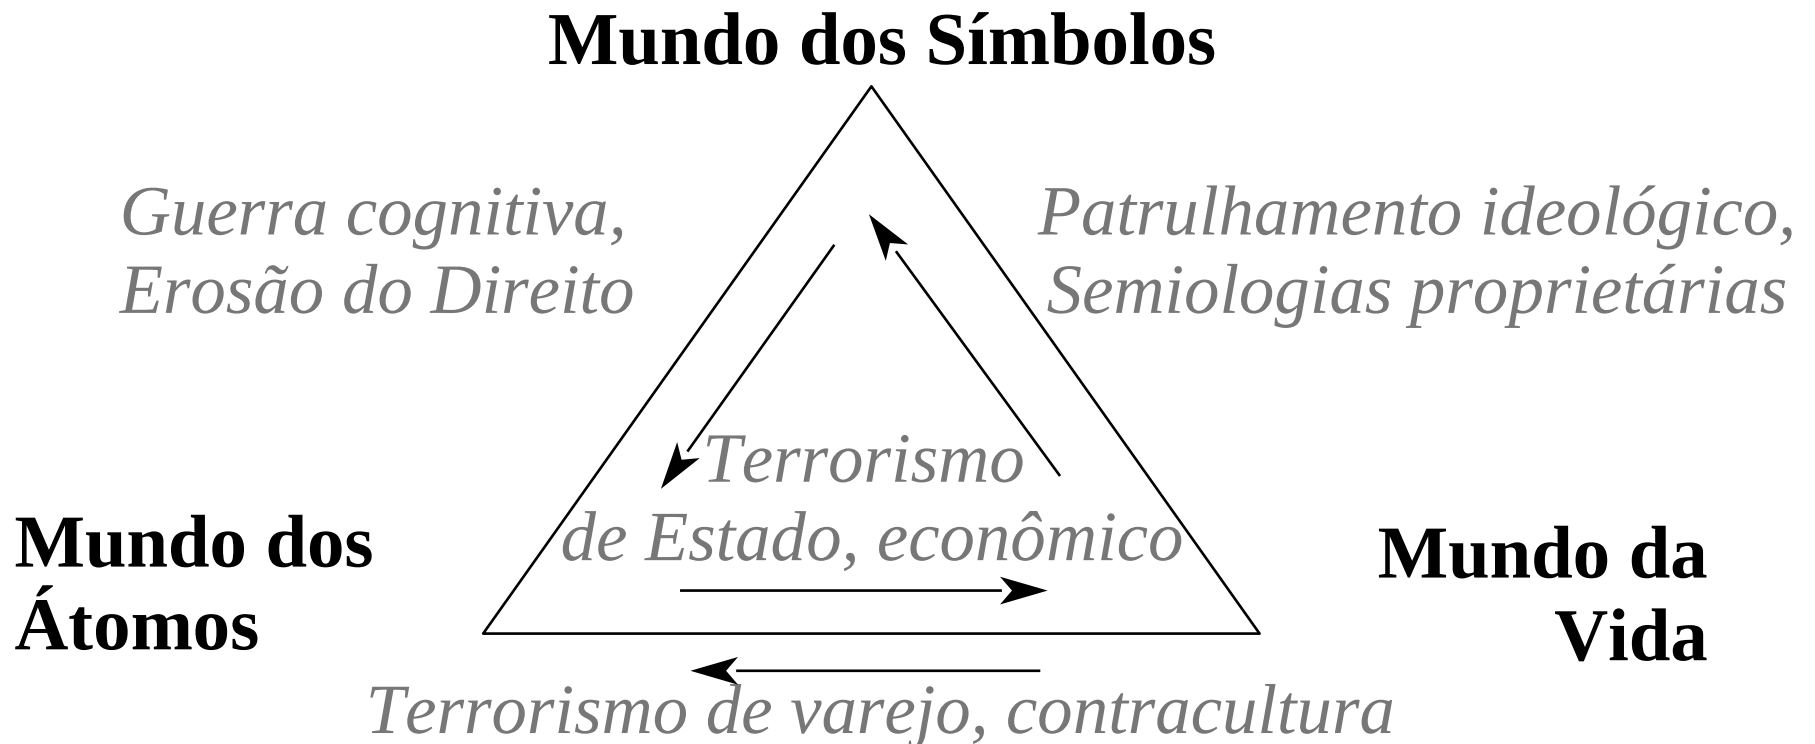 Mundo dos Símbolos
Guerra cognitiva,
Erosão do Direito
Patrulhamento ideológico,
Semiologias proprietárias
Terrorismo
de Estado, econômico
Mundo dos
Átomos
Mundo da
Vida
Terrorismo de varejo, contracultura